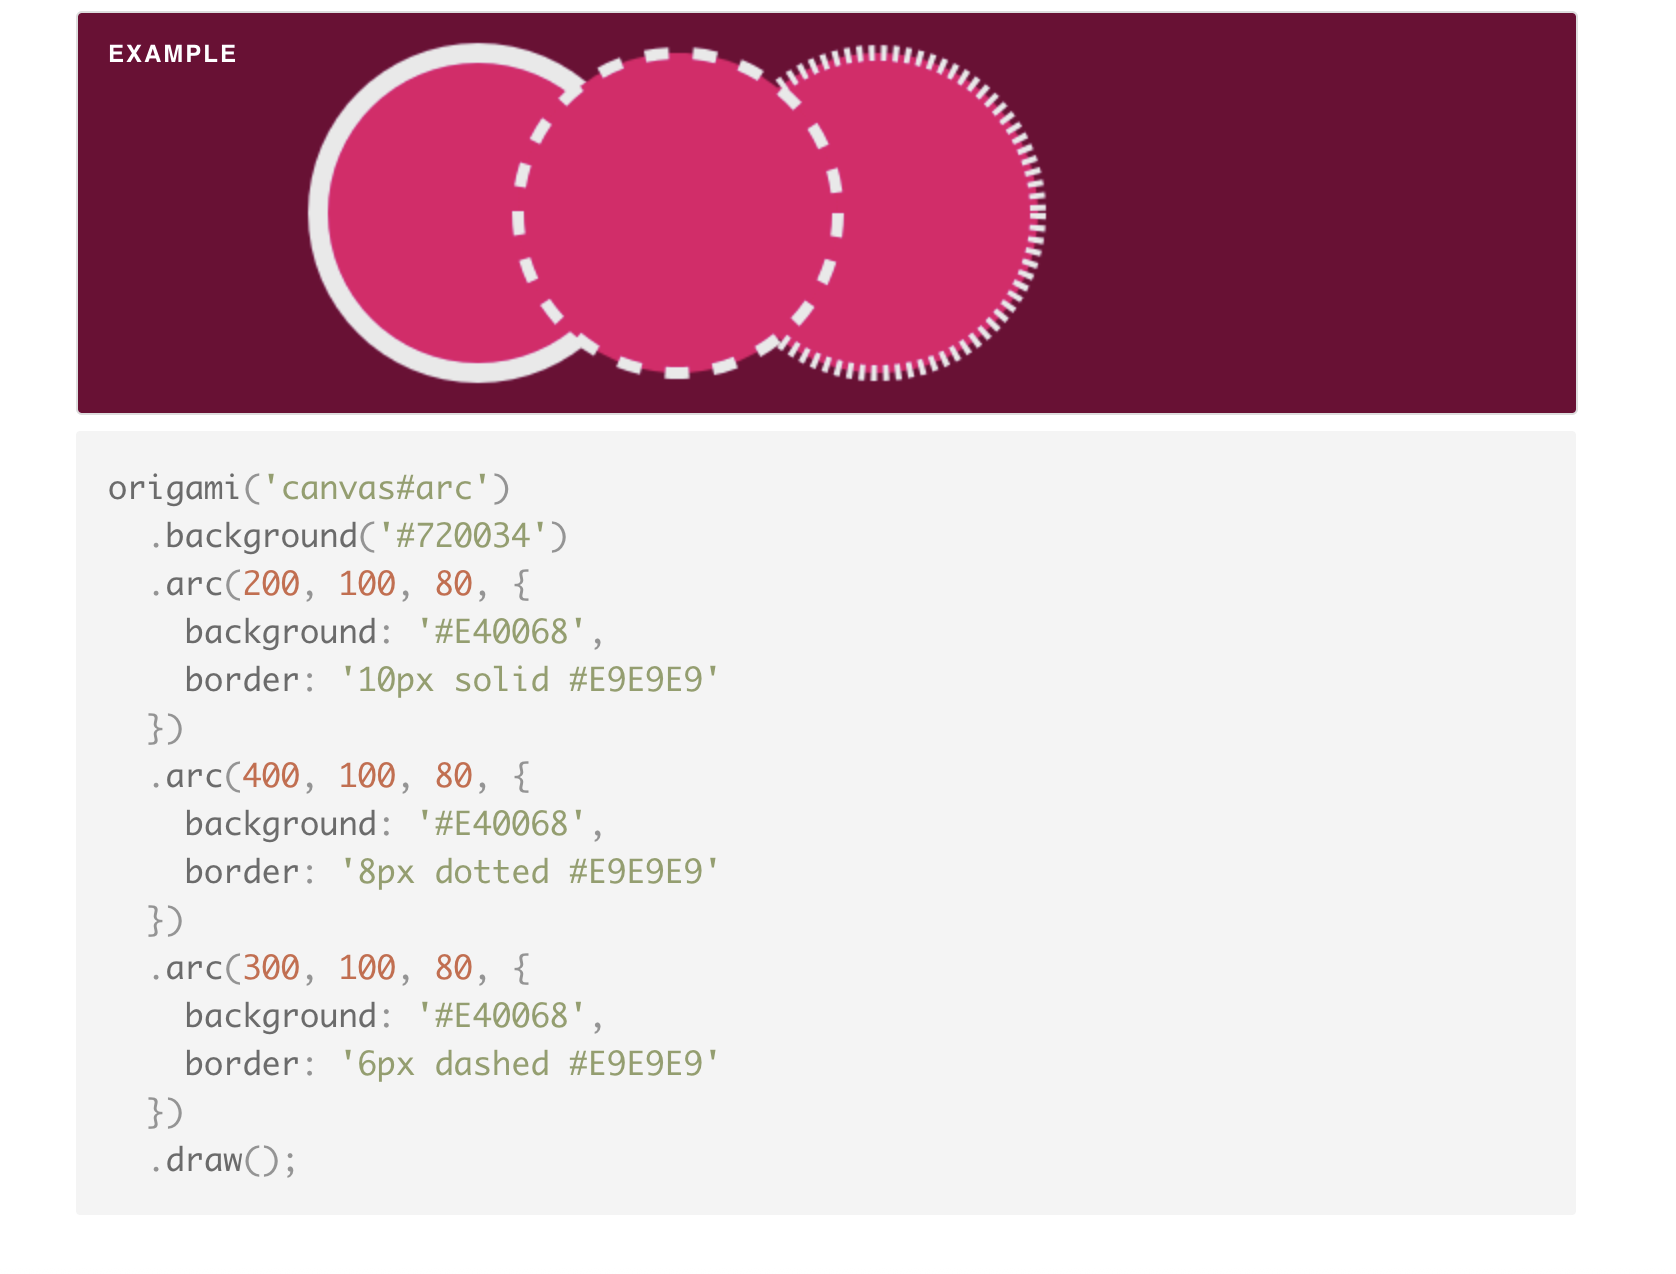 EXAMPLE
origami('canvas#arc')
  .background('#720034')
  .arc(200, 100, 80, {
    background: '#E40068',
    border: '10px solid #E9E9E9'
  })
  .arc(400, 100, 80, {
    background: '#E40068',
    border: '8px dotted #E9E9E9'
  })
  .arc(300, 100, 80, {
    background: '#E40068',
    border: '6px dashed #E9E9E9'
  })
  .draw();